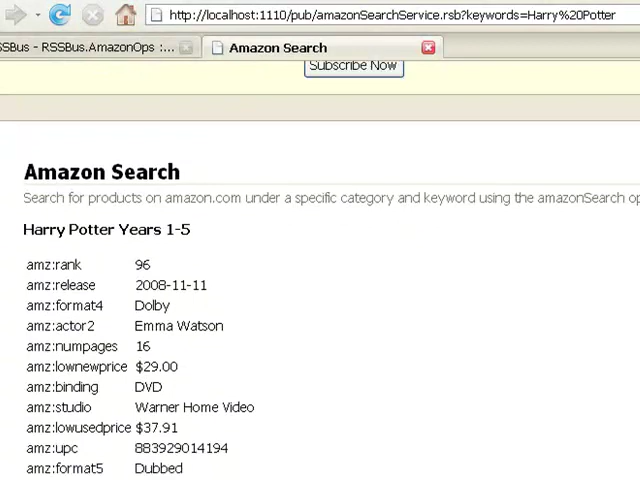 http://localhost:1110/pub/amazonSearchService.rsb?keywords=Harry%20Potter
SBus - RSSBus.AmazonOps :...
Amazon Search
Subscribe Now
Amazon Search
Search for products on amazon.com under a specific category and keyword using the amazonSearch op
Harry Potter Years 1-5
amz:rank 96
amz:release 2008-11-11
amz:format4 Dolby
amz:actor2 Emma Watson
amz:numpages 16
amz:lownewprice $29.00
amz:binding DVD
amz:studio Warner Home Video
amz:lowusedprice $37.91
amz:upc 883929014194
amz:format5 Dubbed